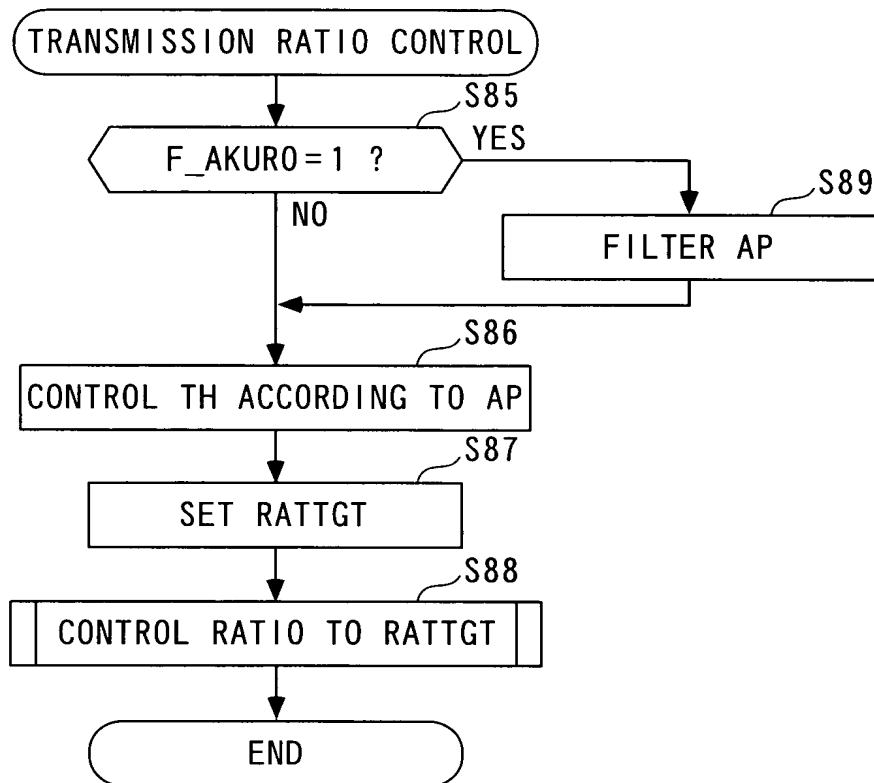 TRANSMISSION RATIO CONTROL
S85
F_AKURO=1 ?
YES
NO
S89
FILTER AP
S86
CONTROL TH ACCORDING TO AP
S87
SET RATTGT
S88
CONTROL RATIO TO RATTGT
END